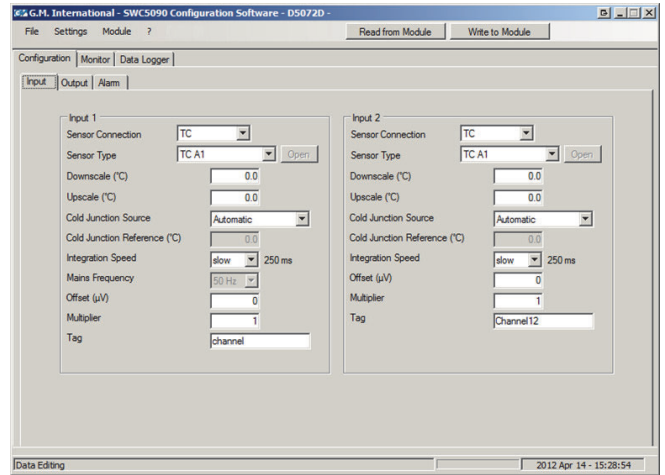 G.M. International - SWC5090 Configuration Software - D5072D -
File Settings Module ? Read from Module Write to Module
Configuration Monitor Data Logger
Input Output Alarm
Input 1
Sensor Connection TC
Sensor Type TC A1 Open
Downscale (°C) 0.0
Upscale (°C) 0.0
Cold Junction Source Automatic
Cold Junction Reference (°C) 0.0
Integration Speed slow 250 ms
Mains Frequency 50 Hz
Offset (µV) 0
Multiplier 1
Tag channel
Input 2
Sensor Connection TC
Sensor Type TC A1 Open
Downscale (°C) 0.0
Upscale (°C) 0.0
Cold Junction Source Automatic
Cold Junction Reference (°C) 0.0
Integration Speed slow 250 ms
Offset (µV) 0
Multiplier 1
Tag Channel12
Data Editing 2012 Apr 14 - 15:28:54